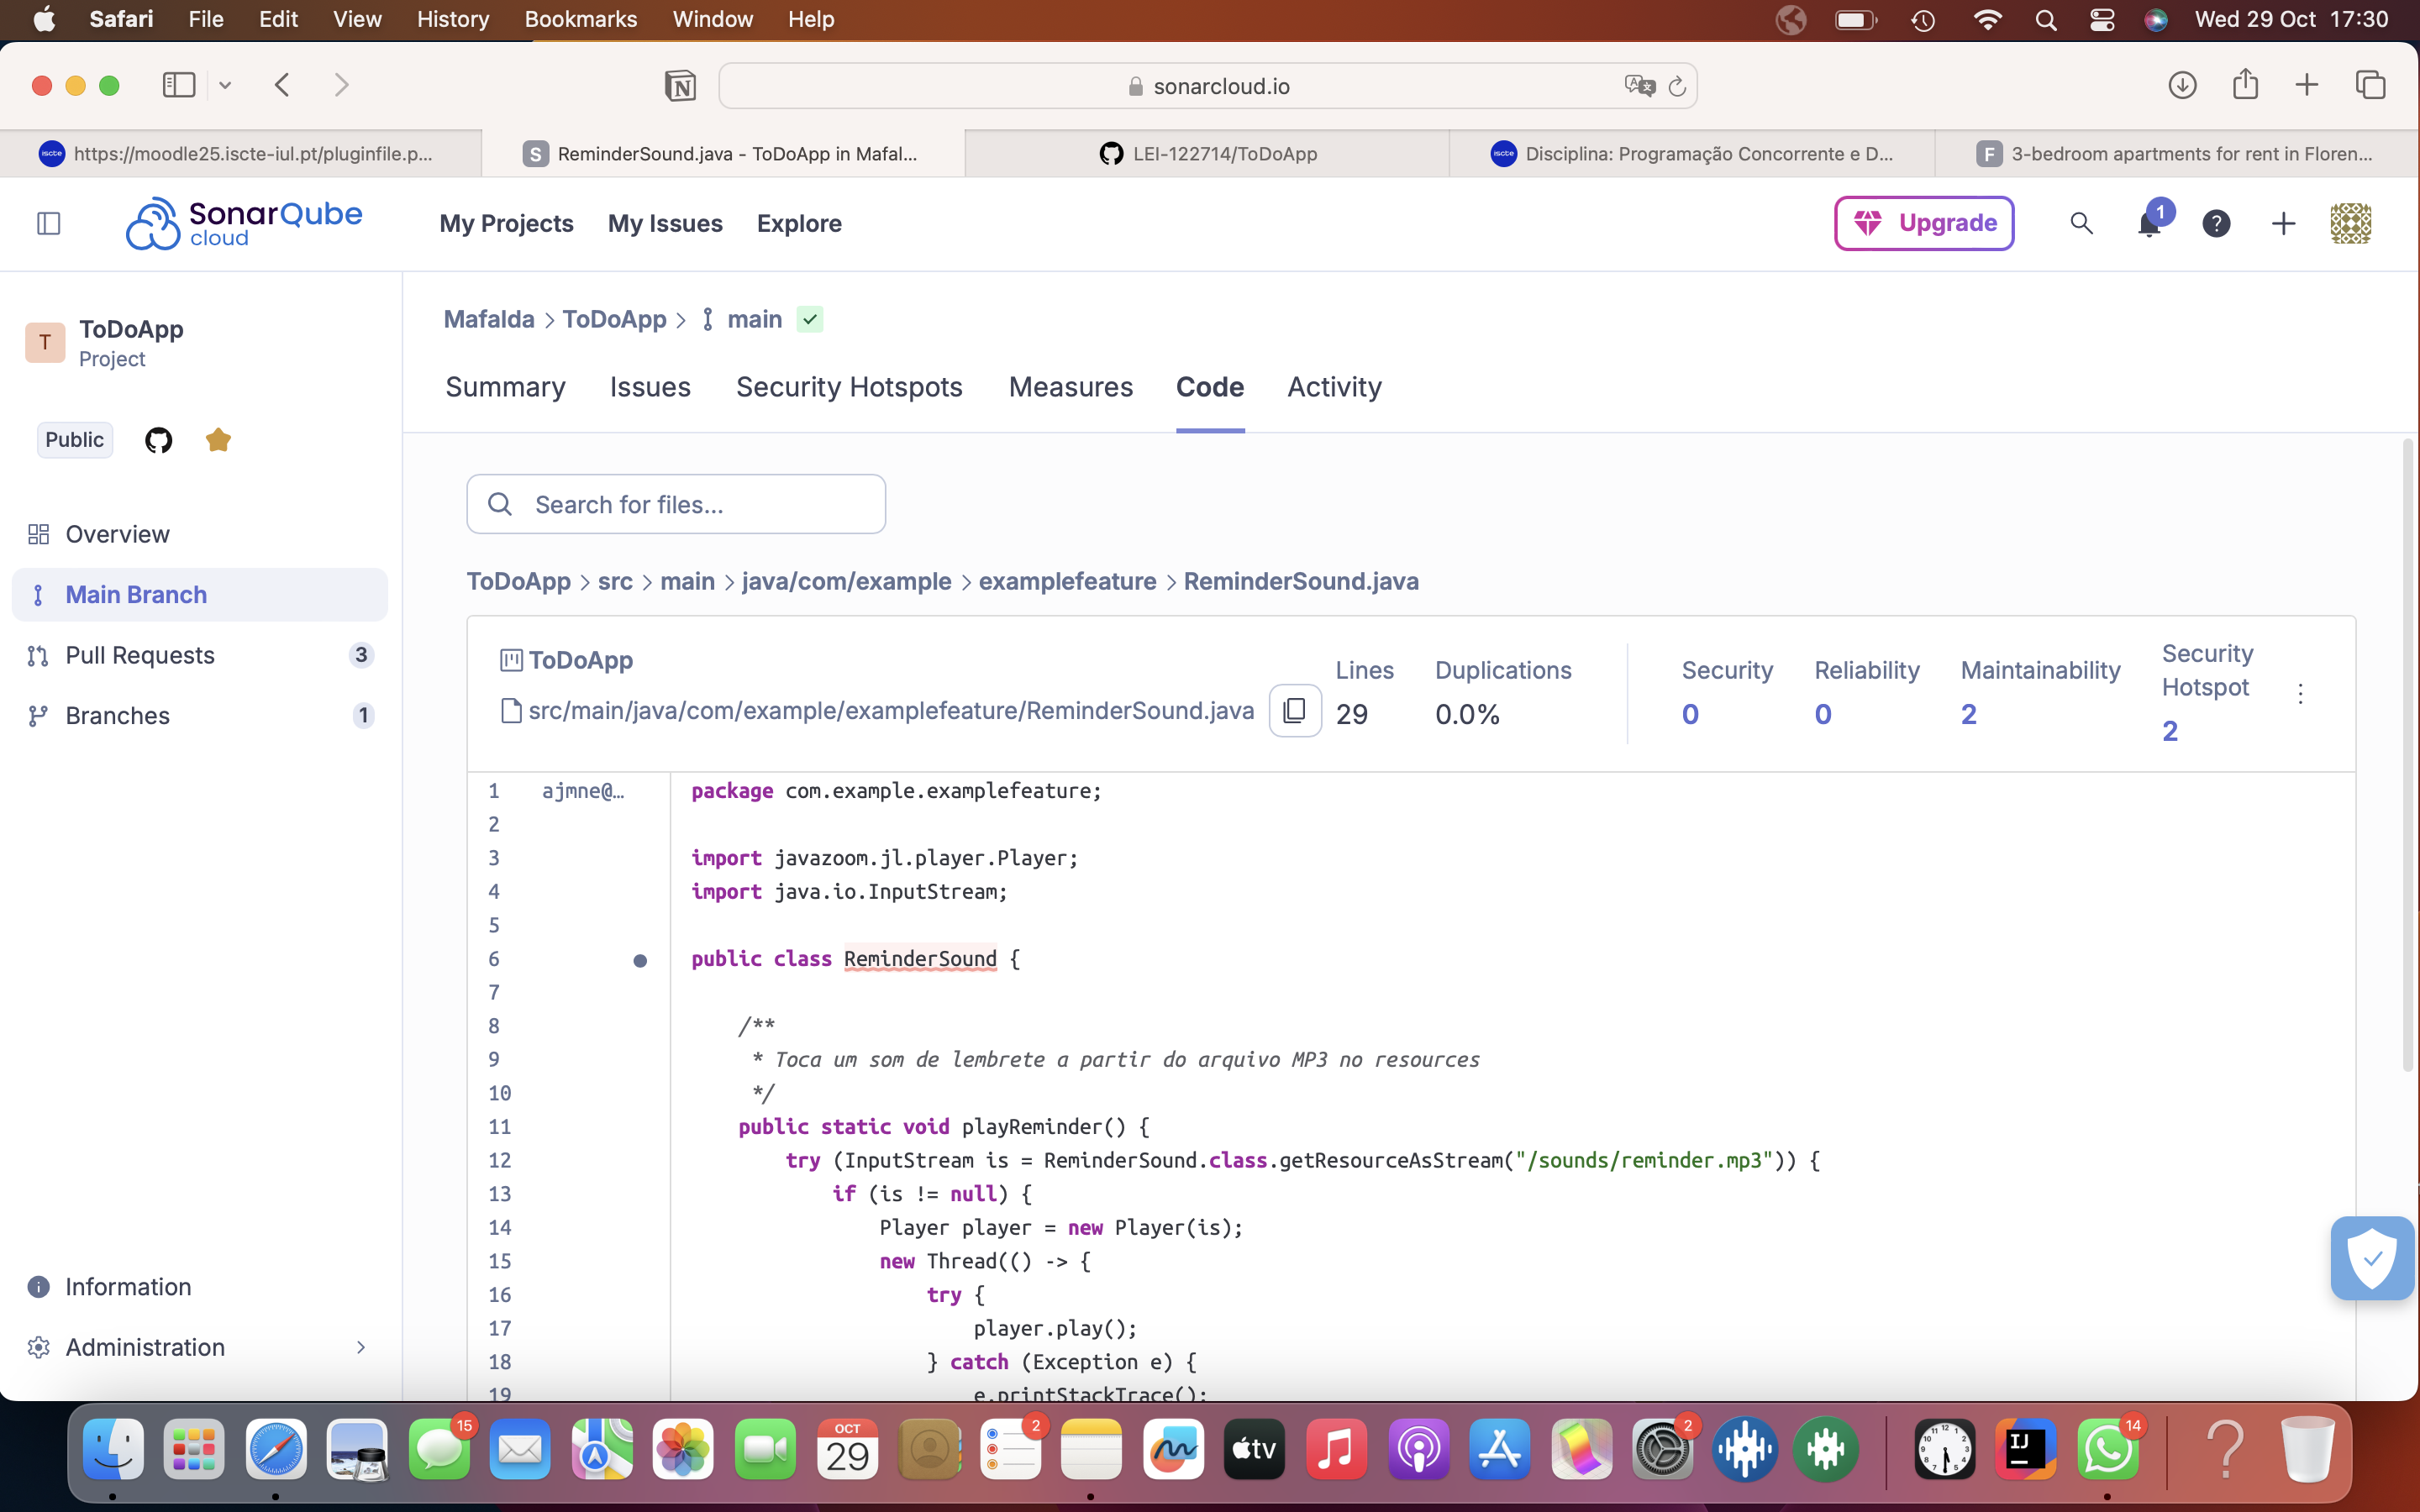 Safari File Edit View History Bookmarks Window Help Wed 29 Oct 17:30
sonarcloud.io
https://moodle25.iscte-iul.pt/pluginfile.p...
ReminderSound.java - ToDoApp in Mafal...
LEI-122714/ToDoApp
Disciplina: Programação Concorrente e D...
3-bedroom apartments for rent in Floren...
SonarQube cloud
My Projects My Issues Explore
Upgrade
1
ToDoApp
Project
T
Public
Overview
Main Branch
Pull Requests 3
Branches 1
Information
Administration
Mafalda > ToDoApp > main
Summary Issues Security Hotspots Measures Code Activity
Search for files...
ToDoApp > src > main > java/com/example > examplefeature > ReminderSound.java
ToDoApp
src/main/java/com/example/examplefeature/ReminderSound.java
Lines
29
Duplications
0.0%
Security
0
Reliability
0
Maintainability
2
Security Hotspot
2
1 ajmne@... package com.example.examplefeature;
2
3 import javazoom.jl.player.Player;
4 import java.io.InputStream;
5
6 public class ReminderSound {
7
8 /**
9 * Toca um som de lembrete a partir do arquivo MP3 no resources
10 */
11 public static void playReminder() {
12 try (InputStream is = ReminderSound.class.getResourceAsStream("/sounds/reminder.mp3")) {
13 if (is != null) {
14 Player player = new Player(is);
15 new Thread(() -> {
16 try {
17 player.play();
18 } catch (Exception e) {
19 e.printStackTrace();
15
OCT
29
2
tv
2
IJ
14